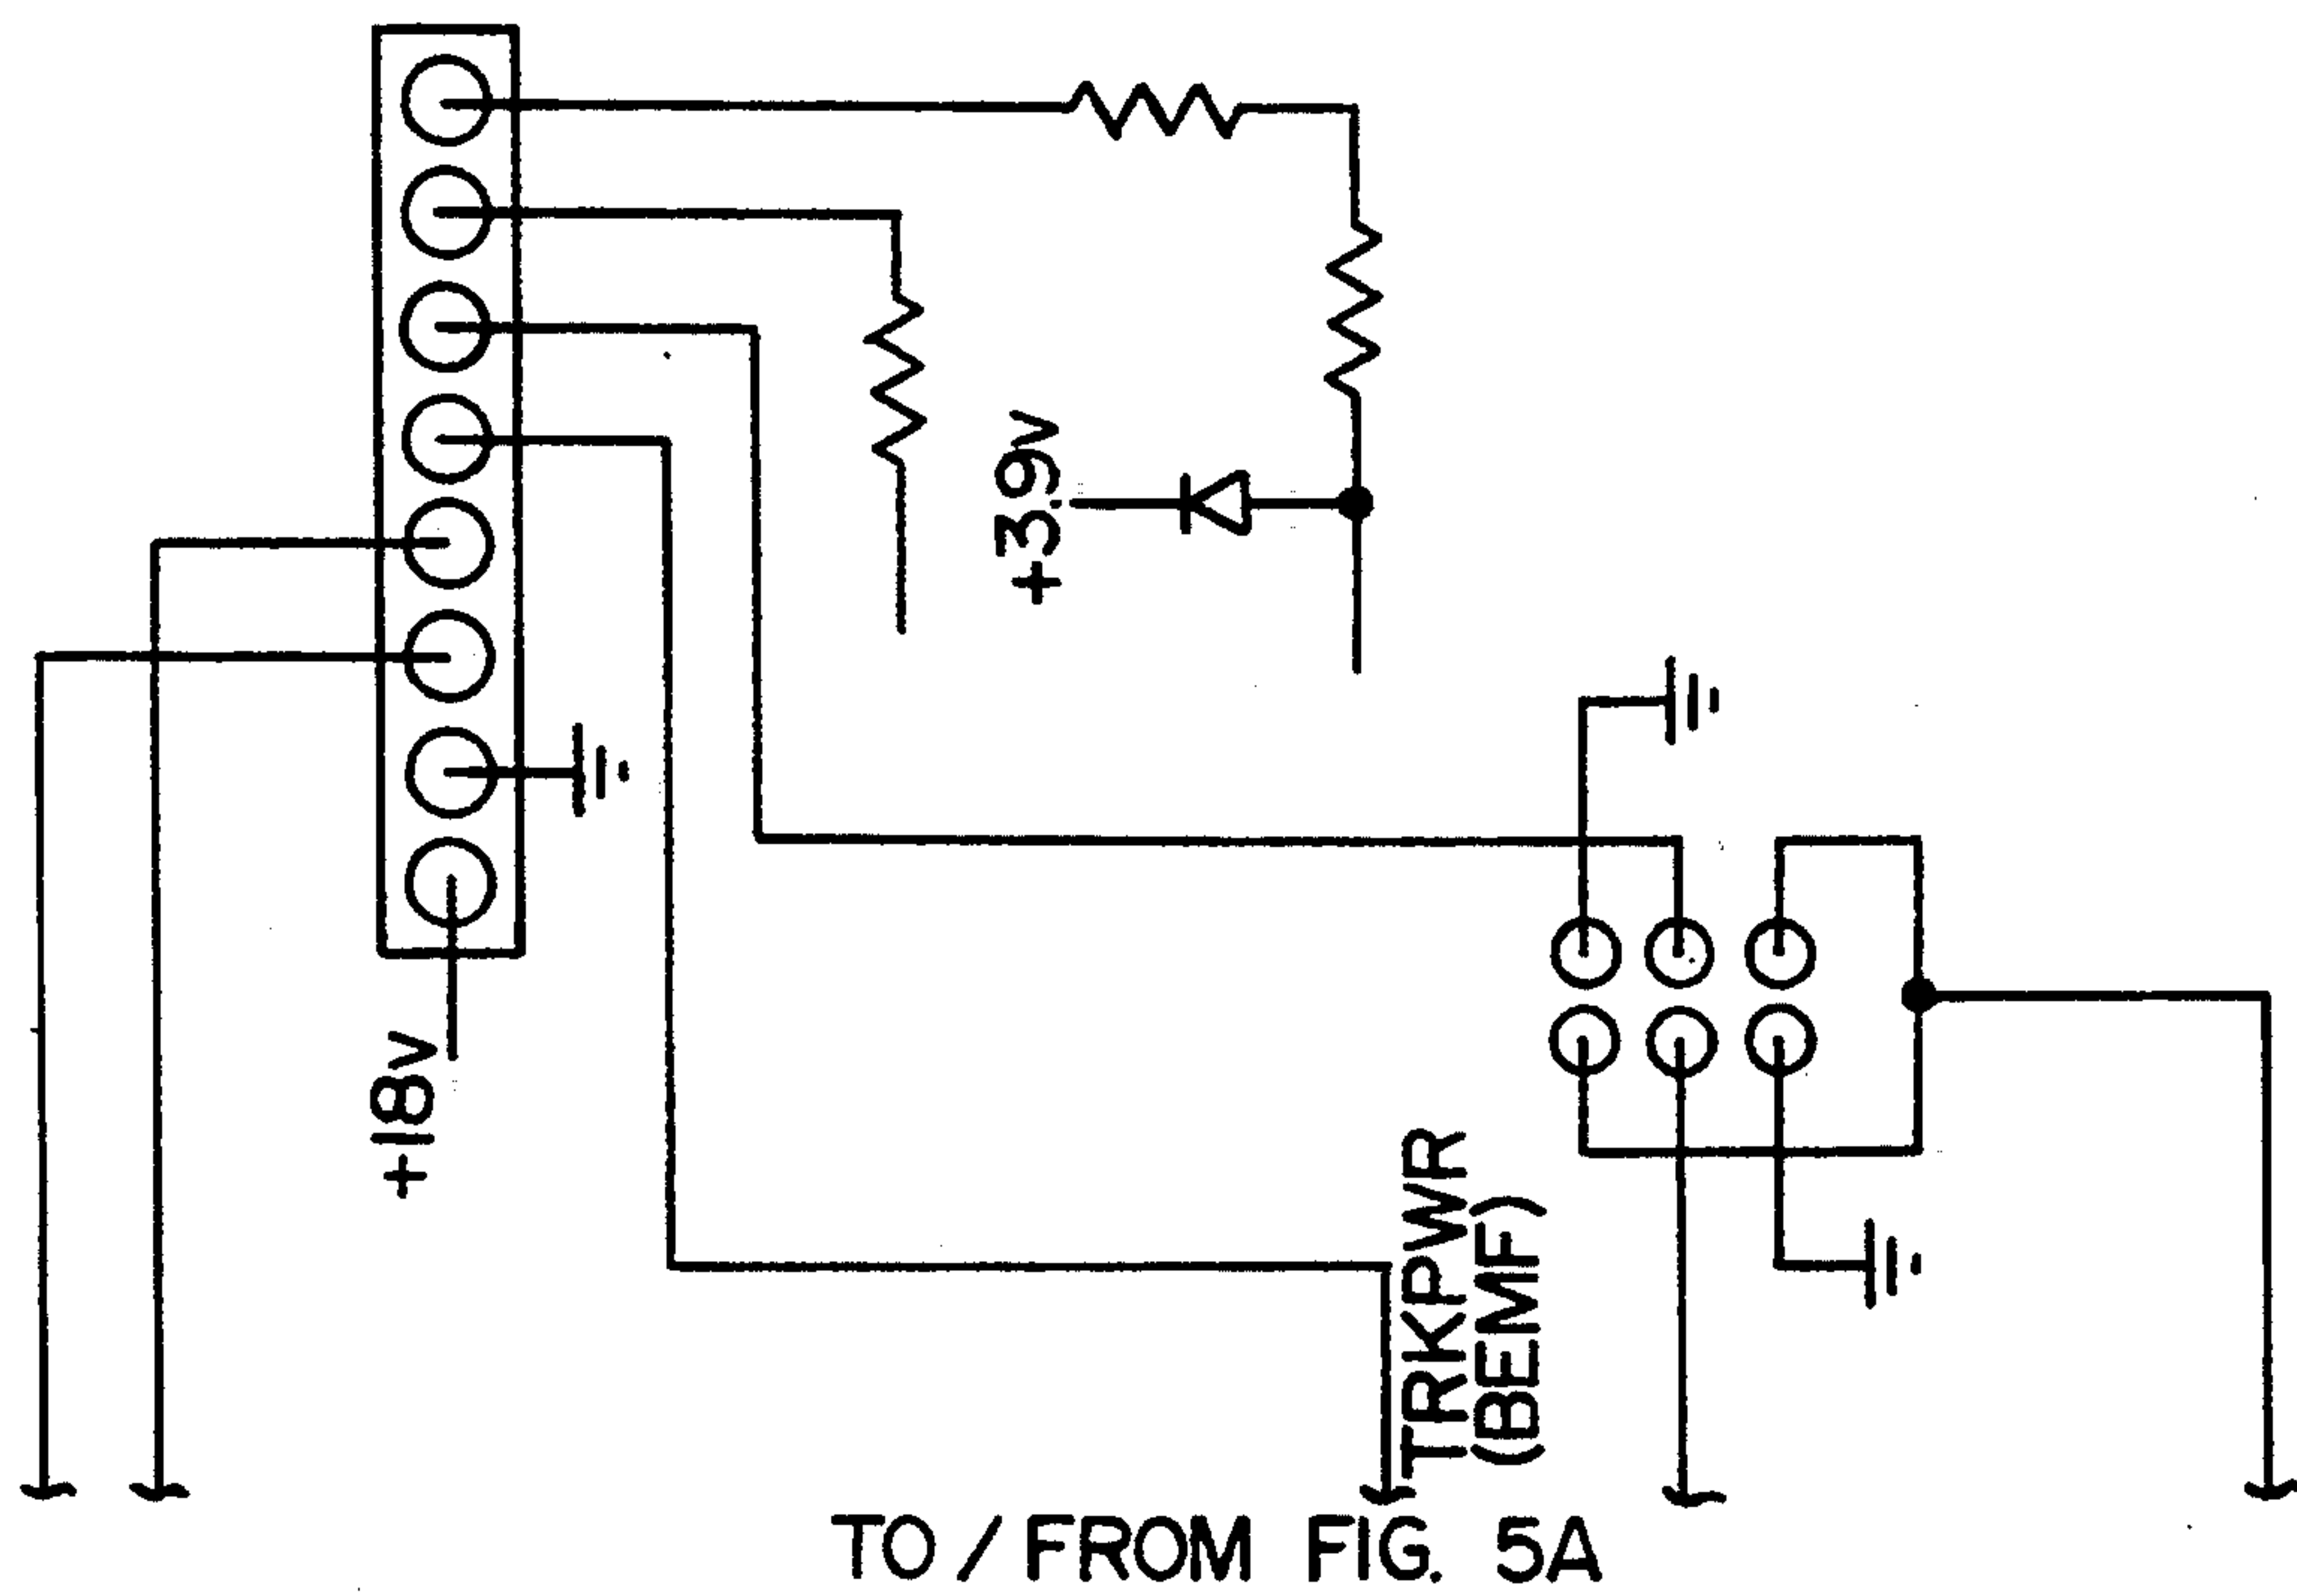 +3.9v
+18v
TRKPWR
(BEMF)
TO / FROM FIG. 5A